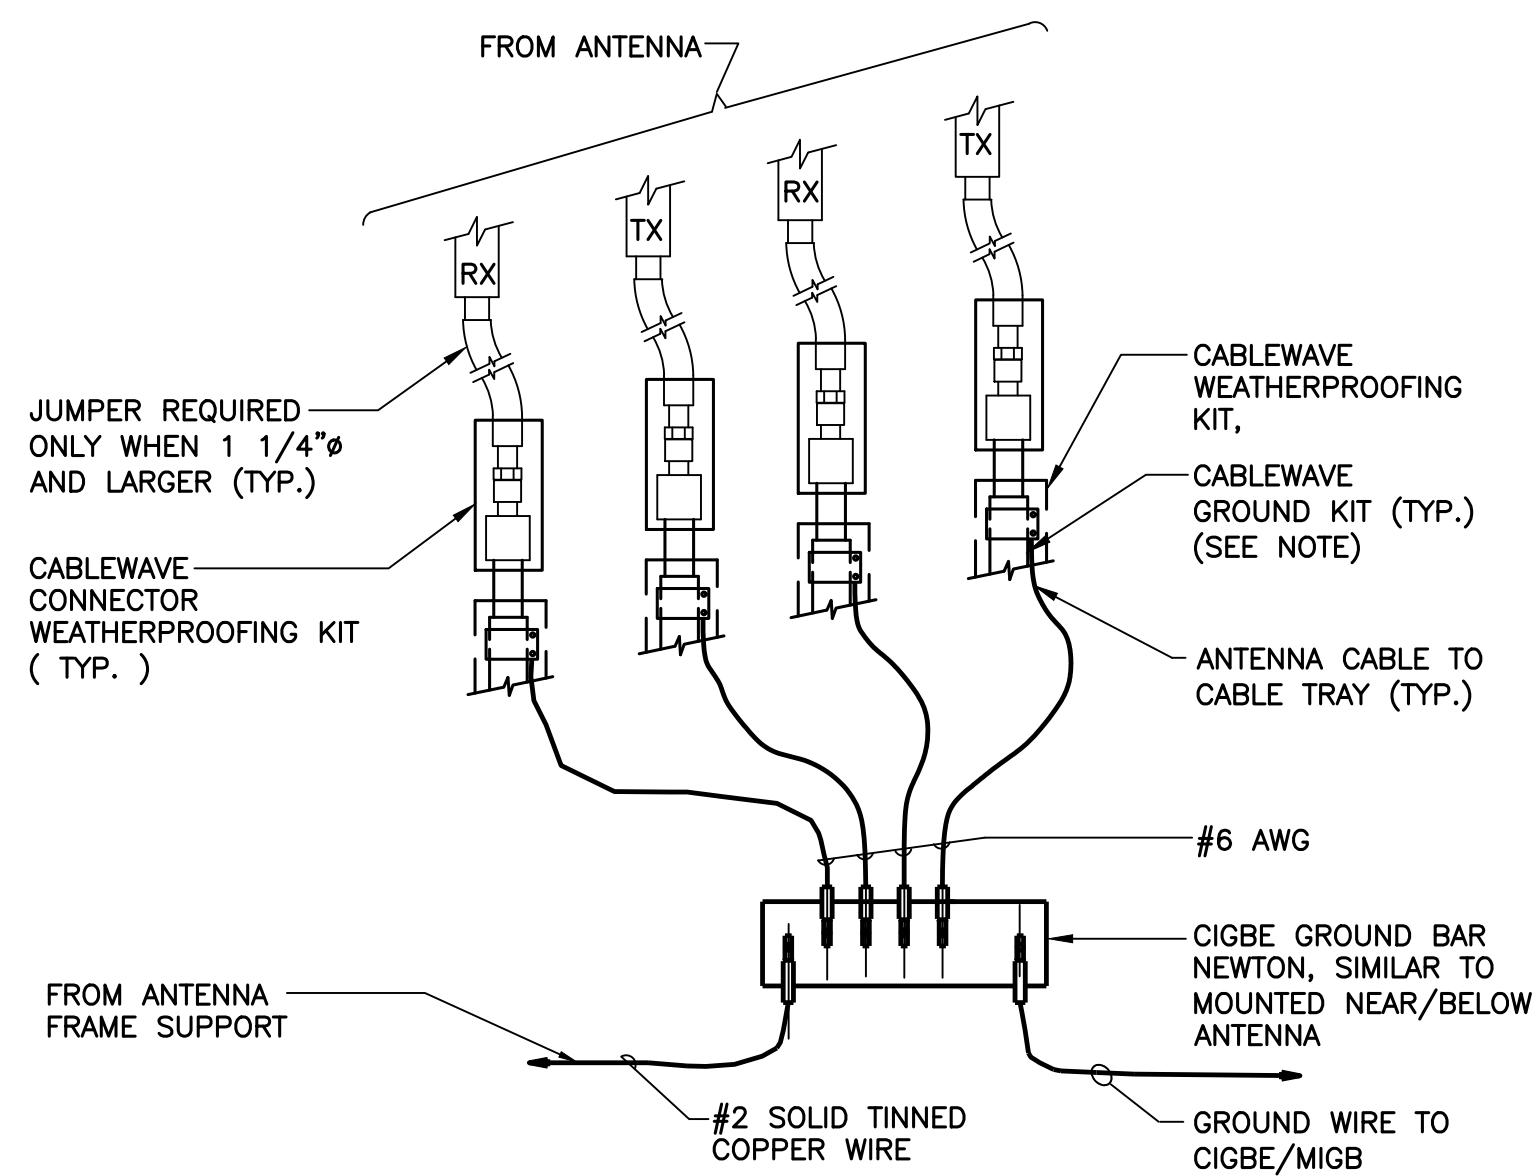 FROM ANTENNA
TX
RX
TX
RX
JUMPER REQUIRED
ONLY WHEN 1 1/4"ø
AND LARGER (TYP.)
CABLEWAVE
CONNECTOR
WEATHERPROOFING KIT
( TYP. )
CABLEWAVE
WEATHERPROOFING
KIT,
CABLEWAVE
GROUND KIT (TYP.)
(SEE NOTE)
ANTENNA CABLE TO
CABLE TRAY (TYP.)
#6 AWG
CIGBE GROUND BAR
NEWTON, SIMILAR TO
MOUNTED NEAR/BELOW
ANTENNA
FROM ANTENNA
FRAME SUPPORT
#2 SOLID TINNED
COPPER WIRE
GROUND WIRE TO
CIGBE/MIGB